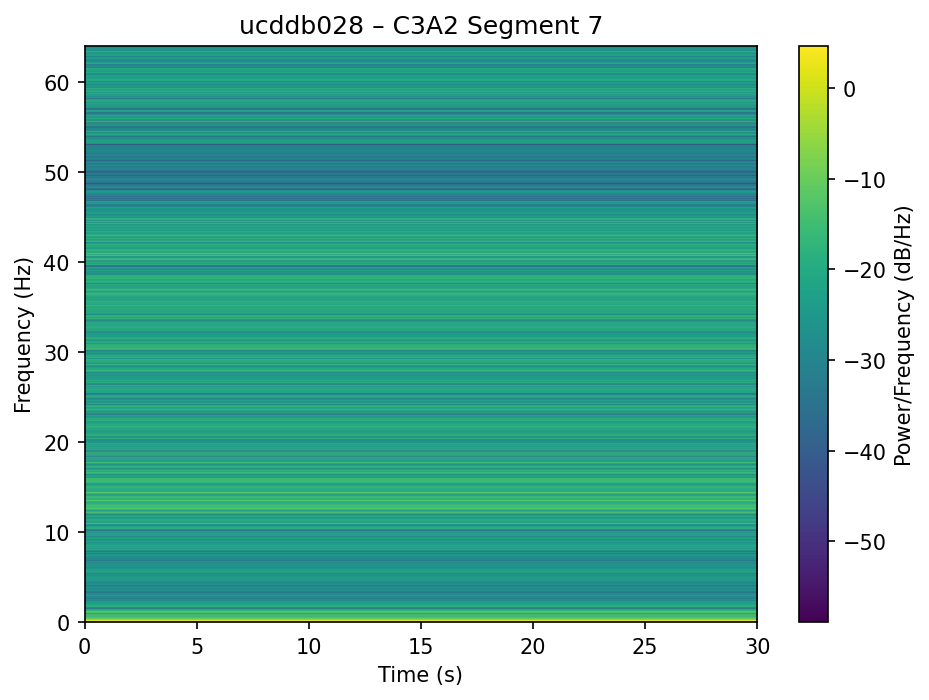 ucddb028 – C3A2 Segment 7
60
50
40
30
20
10
0
Frequency (Hz)
0 5 10 15 20 25 30
Time (s)
0
−10
−20
−30
−40
−50
Power/Frequency (dB/Hz)